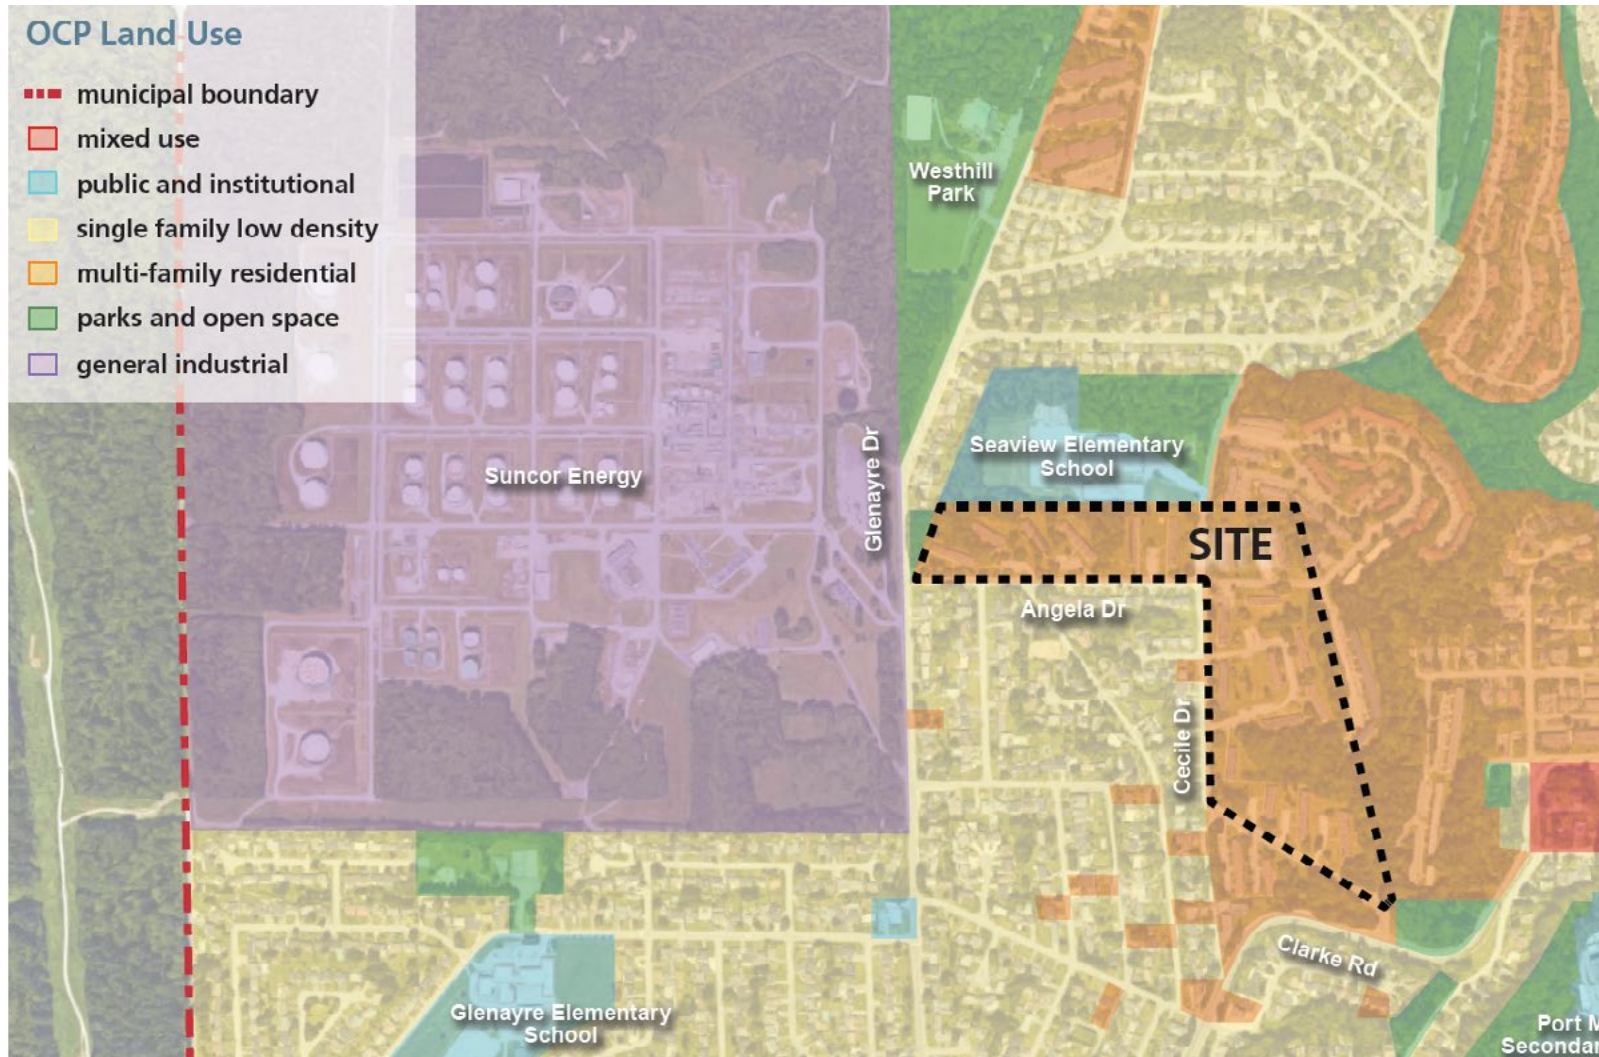 OCP Land Use
municipal boundary
mixed use
public and institutional
single family low density
multi-family residential
parks and open space
general industrial
Westhill
Park
Seaview Elementary
School
Suncor Energy
Glenayre Dr
SITE
Angela Dr
Cecile Dr
Clarke Rd
Glenayre Elementary
School
Port M
Seconda